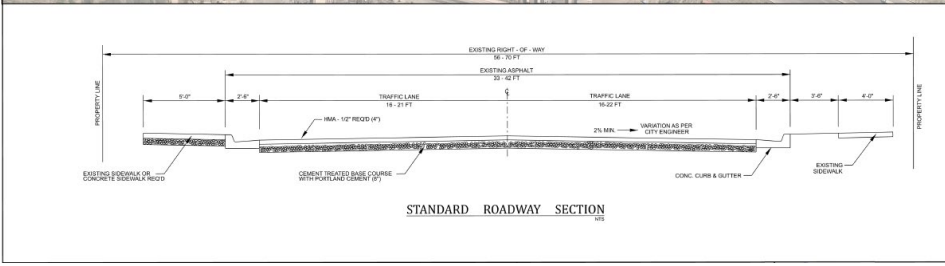 EXISTING RIGHT - OF - WAY
56 - 70 FT
EXISTING ASPHALT
33 - 42 FT
PROPERTY LINE
PROPERTY LINE
5'-0"
2'-6"
TRAFFIC LANE
16 - 21 FT
℄
TRAFFIC LANE
16-22 FT
2'-6"
3'-6"
4'-0"
HMA - 1/2" REQ'D (4")
2% MIN.
VARIATION AS PER
CITY ENGINEER
EXISTING SIDEWALK OR
CONCRETE SIDEWALK REQ'D
CEMENT TREATED BASE COURSE
WITH PORTLAND CEMENT (8")
CONC. CURB & GUTTER
EXISTING
SIDEWALK
STANDARD ROADWAY SECTION
NTS